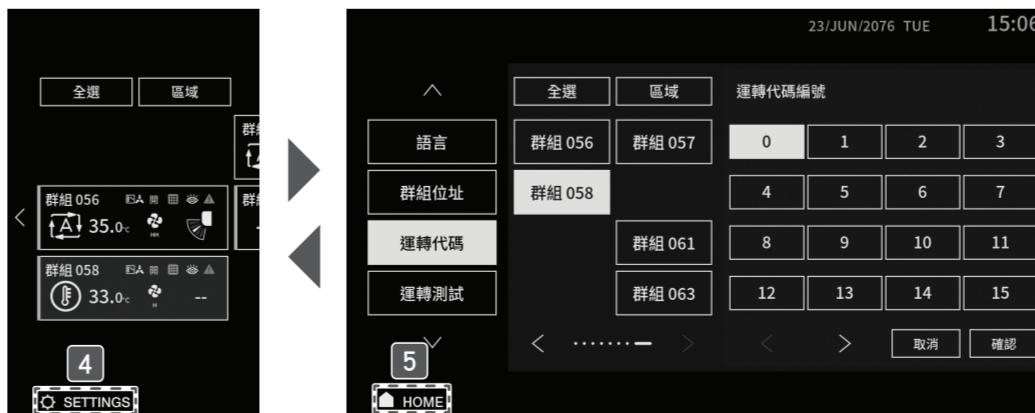 全選 區域
群組 056
A 35.0℃ HH
群組 058
33.0℃ H --
4
SETTINGS
23/JUN/2076 TUE 15:06
全選 區域 運轉代碼編號
語言 群組 056 群組 057 0 1 2 3
群組位址 群組 058 4 5 6 7
運轉代碼 群組 061 8 9 10 11
運轉測試 群組 063 12 13 14 15
取消 確認
5
HOME